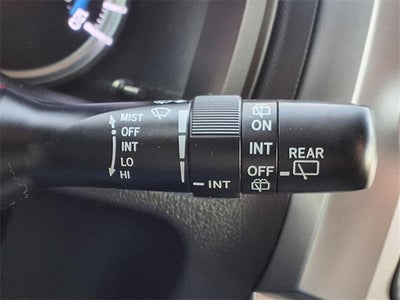 MIST
OFF
INT
LO
HI
INT
ON
INT
OFF
REAR